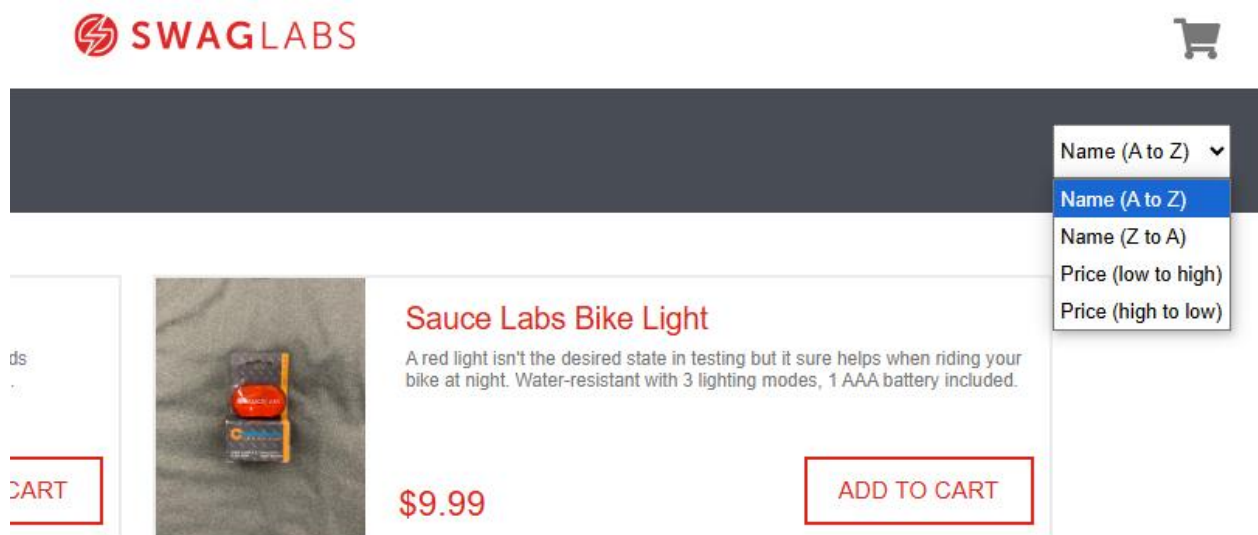 SWAGLABS
Name (A to Z)
Name (A to Z)
Name (Z to A)
Price (low to high)
Price (high to low)
Sauce Labs Bike Light
ds
A red light isn't the desired state in testing but it sure helps when riding your
.
bike at night. Water-resistant with 3 lighting modes, 1 AAA battery included.
CART
$9.99
ADD TO CART